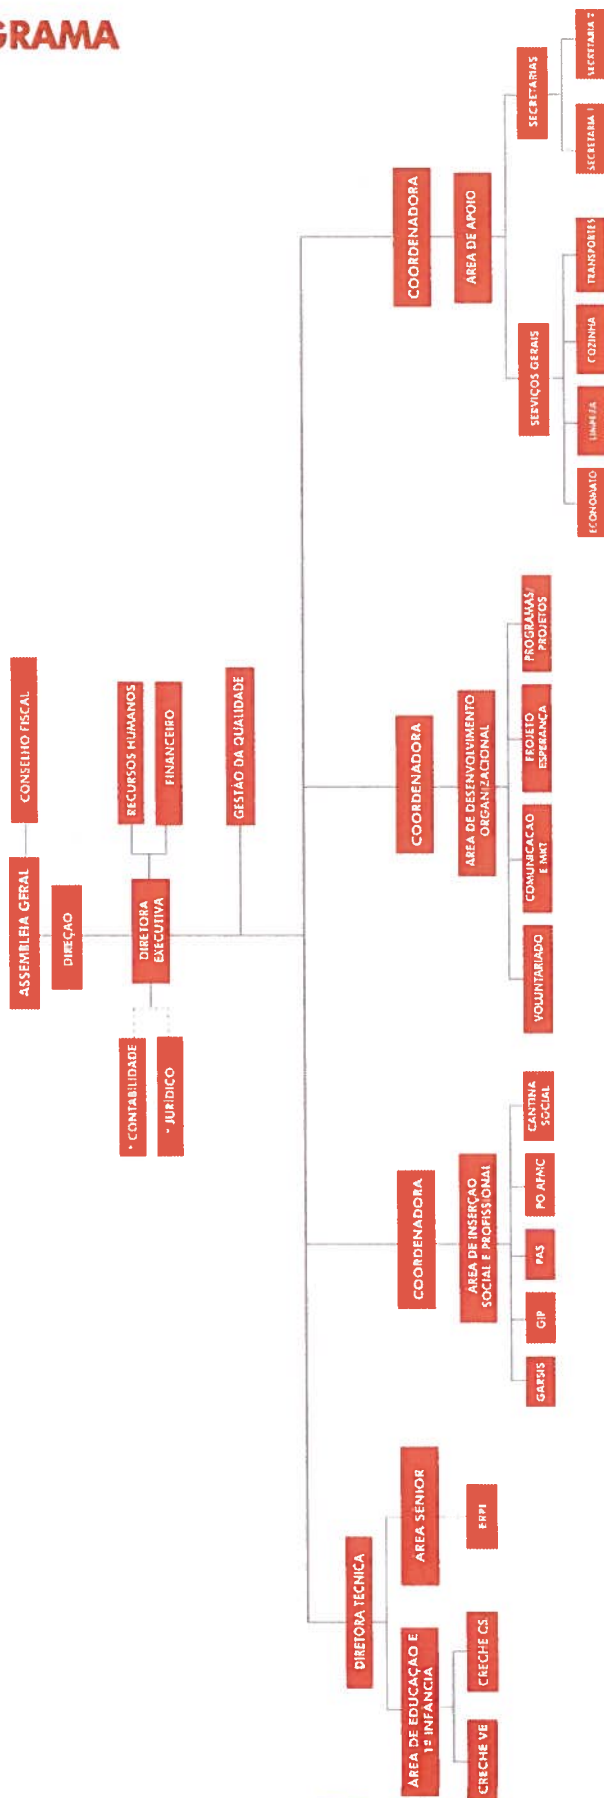 GRAMA
ASSEMBLEIA GERAL
CONSELHO FISCAL
DIREÇÃO
DIRETORA
EXECUTIVA
RECURSOS HUMANOS
FINANCEIRO
* CONTABILIDADE
* JURÍDICO
GESTÃO DA QUALIDADE
DIRETORA TÉCNICA
ÁREA DE EDUCAÇÃO E
1ª INFÂNCIA
CRECHE VE
CRECHE CS
ÁREA SÉNIOR
ERPI
COORDENADORA
ÁREA DE INSERÇÃO
SOCIAL E PROFISSIONAL
GARSIS
GIP
PAS
PO APMC
CANTINA
SOCIAL
COORDENADORA
ÁREA DE DESENVOLVIMENTO
ORGANIZACIONAL
VOLUNTARIADO
COMUNICAÇÃO
E MKT
PROJETO
ESPERANÇA
PROGRAMAS/
PROJETOS
COORDENADORA
ÁREA DE APOIO
SERVIÇOS GERAIS
ECONOMATO
LIMPEZA
COZINHA
TRANSPORTES
SECRETARIAS
SECRETARIA 1
SECRETARIA 2